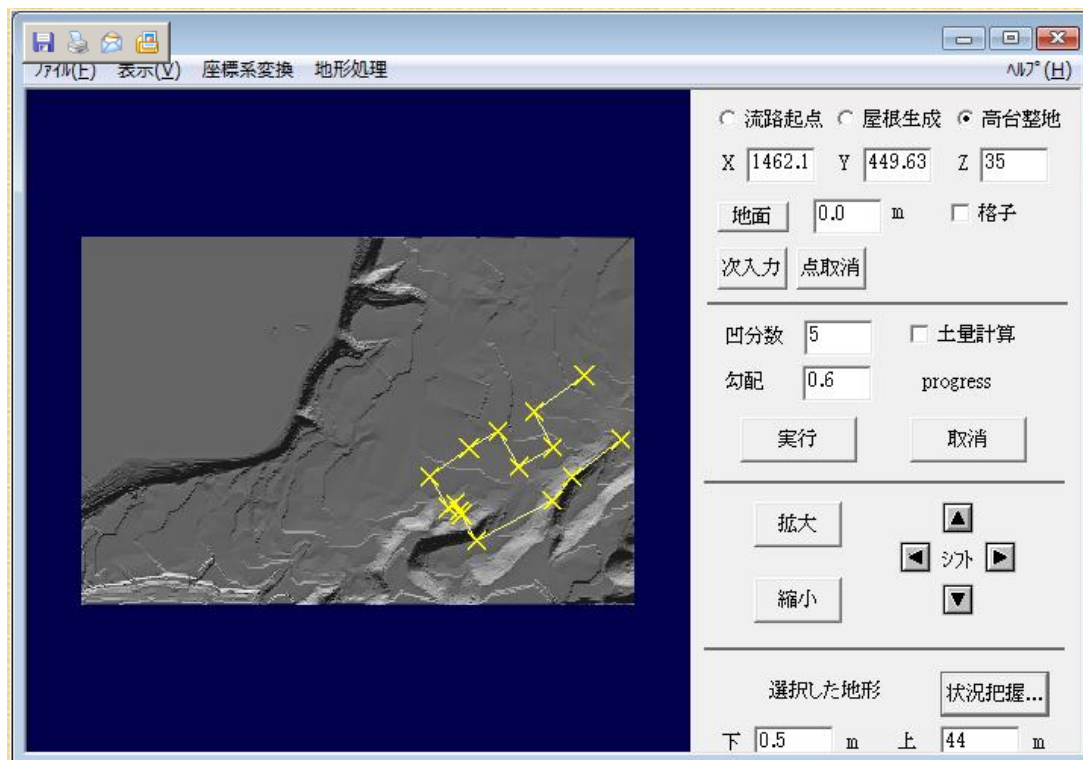 ﾌｧｲﾙ(F) 表示(V) 座標系変換 地形処理 ﾍﾙﾌﾟ(H)
流路起点 屋根生成 高台整地
X 1462.1 Y 449.63 Z 35
地面 0.0 m 格子
次入力 点取消
凹分数 5 土量計算
勾配 0.6 progress
実行 取消
拡大
ｼﾌﾄ
縮小
選択した地形 状況把握...
下 0.5 m 上 44 m